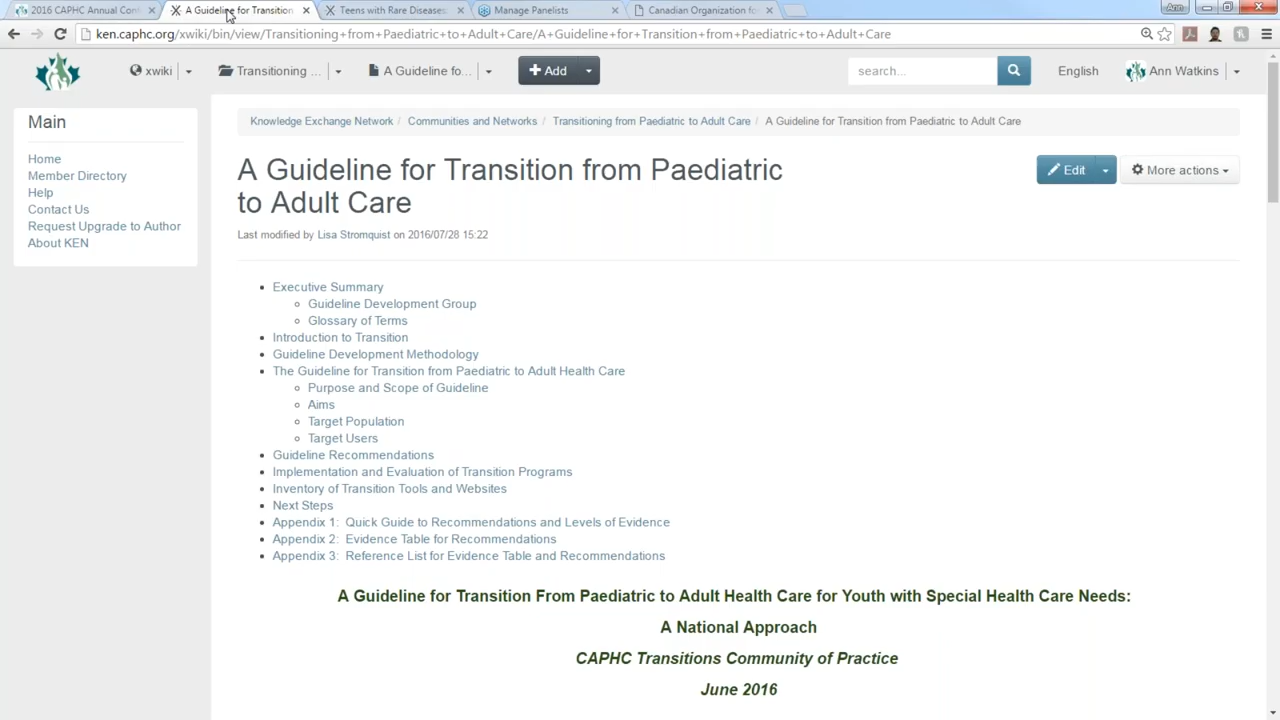 2016 CAPHC Annual Conf
A Guideline for Transition
Teens with Rare Diseases
Manage Panelists
Canadian Organization fo
Ann
ken.caphc.org/xwiki/bin/view/Transitioning+from+Paediatric+to+Adult+Care/A+Guideline+for+Transition+from+Paediatric+to+Adult+Care
xwiki
Transitioning ...
A Guideline fo...
Add
search...
English
Ann Watkins
Main
Home
Member Directory
Help
Contact Us
Request Upgrade to Author
About KEN
Knowledge Exchange Network / Communities and Networks / Transitioning from Paediatric to Adult Care / A Guideline for Transition from Paediatric to Adult Care
A Guideline for Transition from Paediatric
to Adult Care
Edit
More actions
Last modified by Lisa Stromquist on 2016/07/28 15:22
Executive Summary
Guideline Development Group
Glossary of Terms
Introduction to Transition
Guideline Development Methodology
The Guideline for Transition from Paediatric to Adult Health Care
Purpose and Scope of Guideline
Aims
Target Population
Target Users
Guideline Recommendations
Implementation and Evaluation of Transition Programs
Inventory of Transition Tools and Websites
Next Steps
Appendix 1: Quick Guide to Recommendations and Levels of Evidence
Appendix 2: Evidence Table for Recommendations
Appendix 3: Reference List for Evidence Table and Recommendations
A Guideline for Transition From Paediatric to Adult Health Care for Youth with Special Health Care Needs:
A National Approach
CAPHC Transitions Community of Practice
June 2016